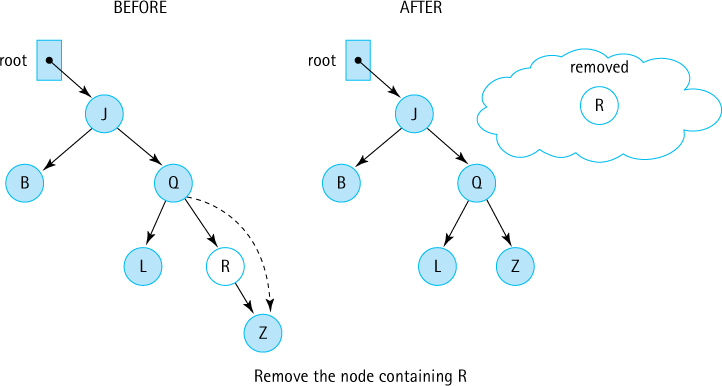 BEFORE
AFTER
root
root
removed
R
J
J
B
Q
B
Q
L
R
L
Z
Z
Remove the node containing R